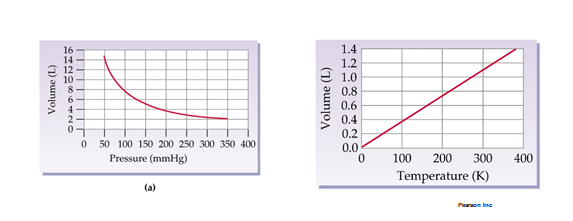 16
14
12
10
8
6
4
2
0
Volume (L)
0 50 100 150 200 250 300 350 400
Pressure (mmHg)
(a)
1.4
1.2
1.0
0.8
0.6
0.4
0.2
0.0
Volume (L)
0 100 200 300 400
Temperature (K)
Pearson Inc